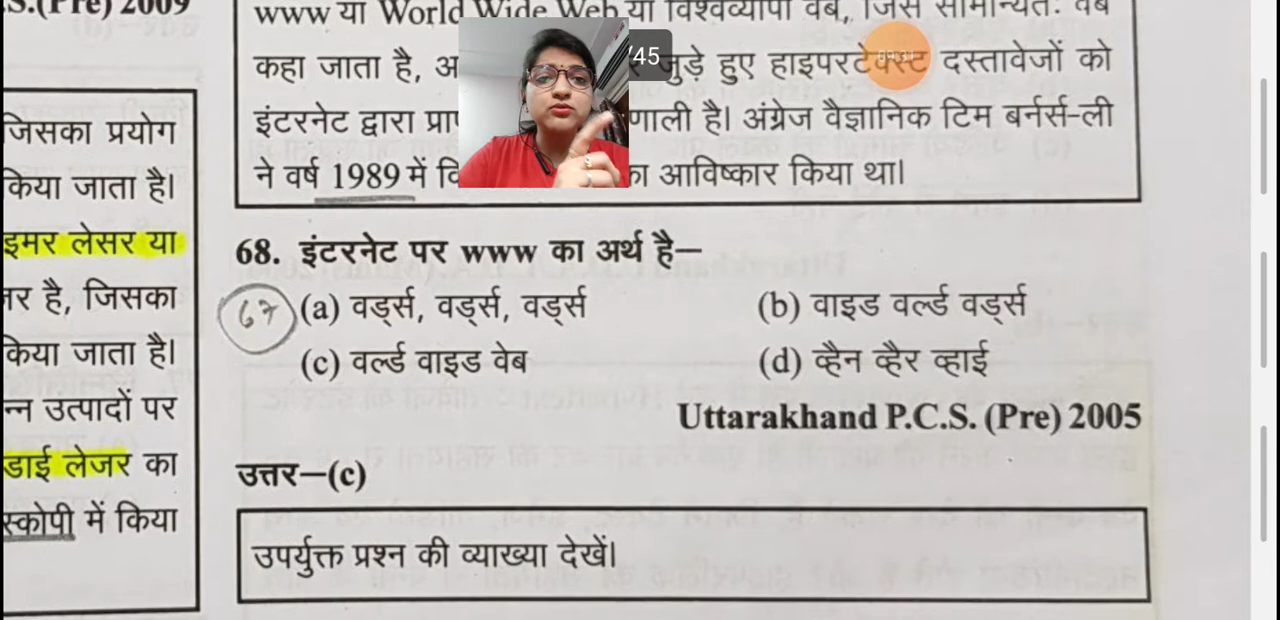 S.(Pre) 2009
जिसका प्रयोग
किया जाता है।
इमर लेसर या
है, जिसका
किया जाता है।
न्न उत्पादों पर
डाई लेजर का
स्कोपी में किया
www या World Wide Web या विश्वव्यापी वेब, जिसे सामान्यतः वेब
कहा जाता है, जुड़े हुए हाइपरटेक्स्ट दस्तावेजों को
इंटरनेट द्वारा णाली है। अंग्रेज वैज्ञानिक टिम बर्नर्स-ली
ने वर्ष 1989 में का आविष्कार किया था।
/45
68. इंटरनेट पर www का अर्थ है–
67
(a) वर्ड्स, वर्ड्स, वर्ड्स (b) वाइड वर्ल्ड वर्ड्स
(c) वर्ल्ड वाइड वेब (d) व्हैन व्हैर व्हाई
Uttarakhand P.C.S. (Pre) 2005
उत्तर–(c)
उपर्युक्त प्रश्न की व्याख्या देखें।